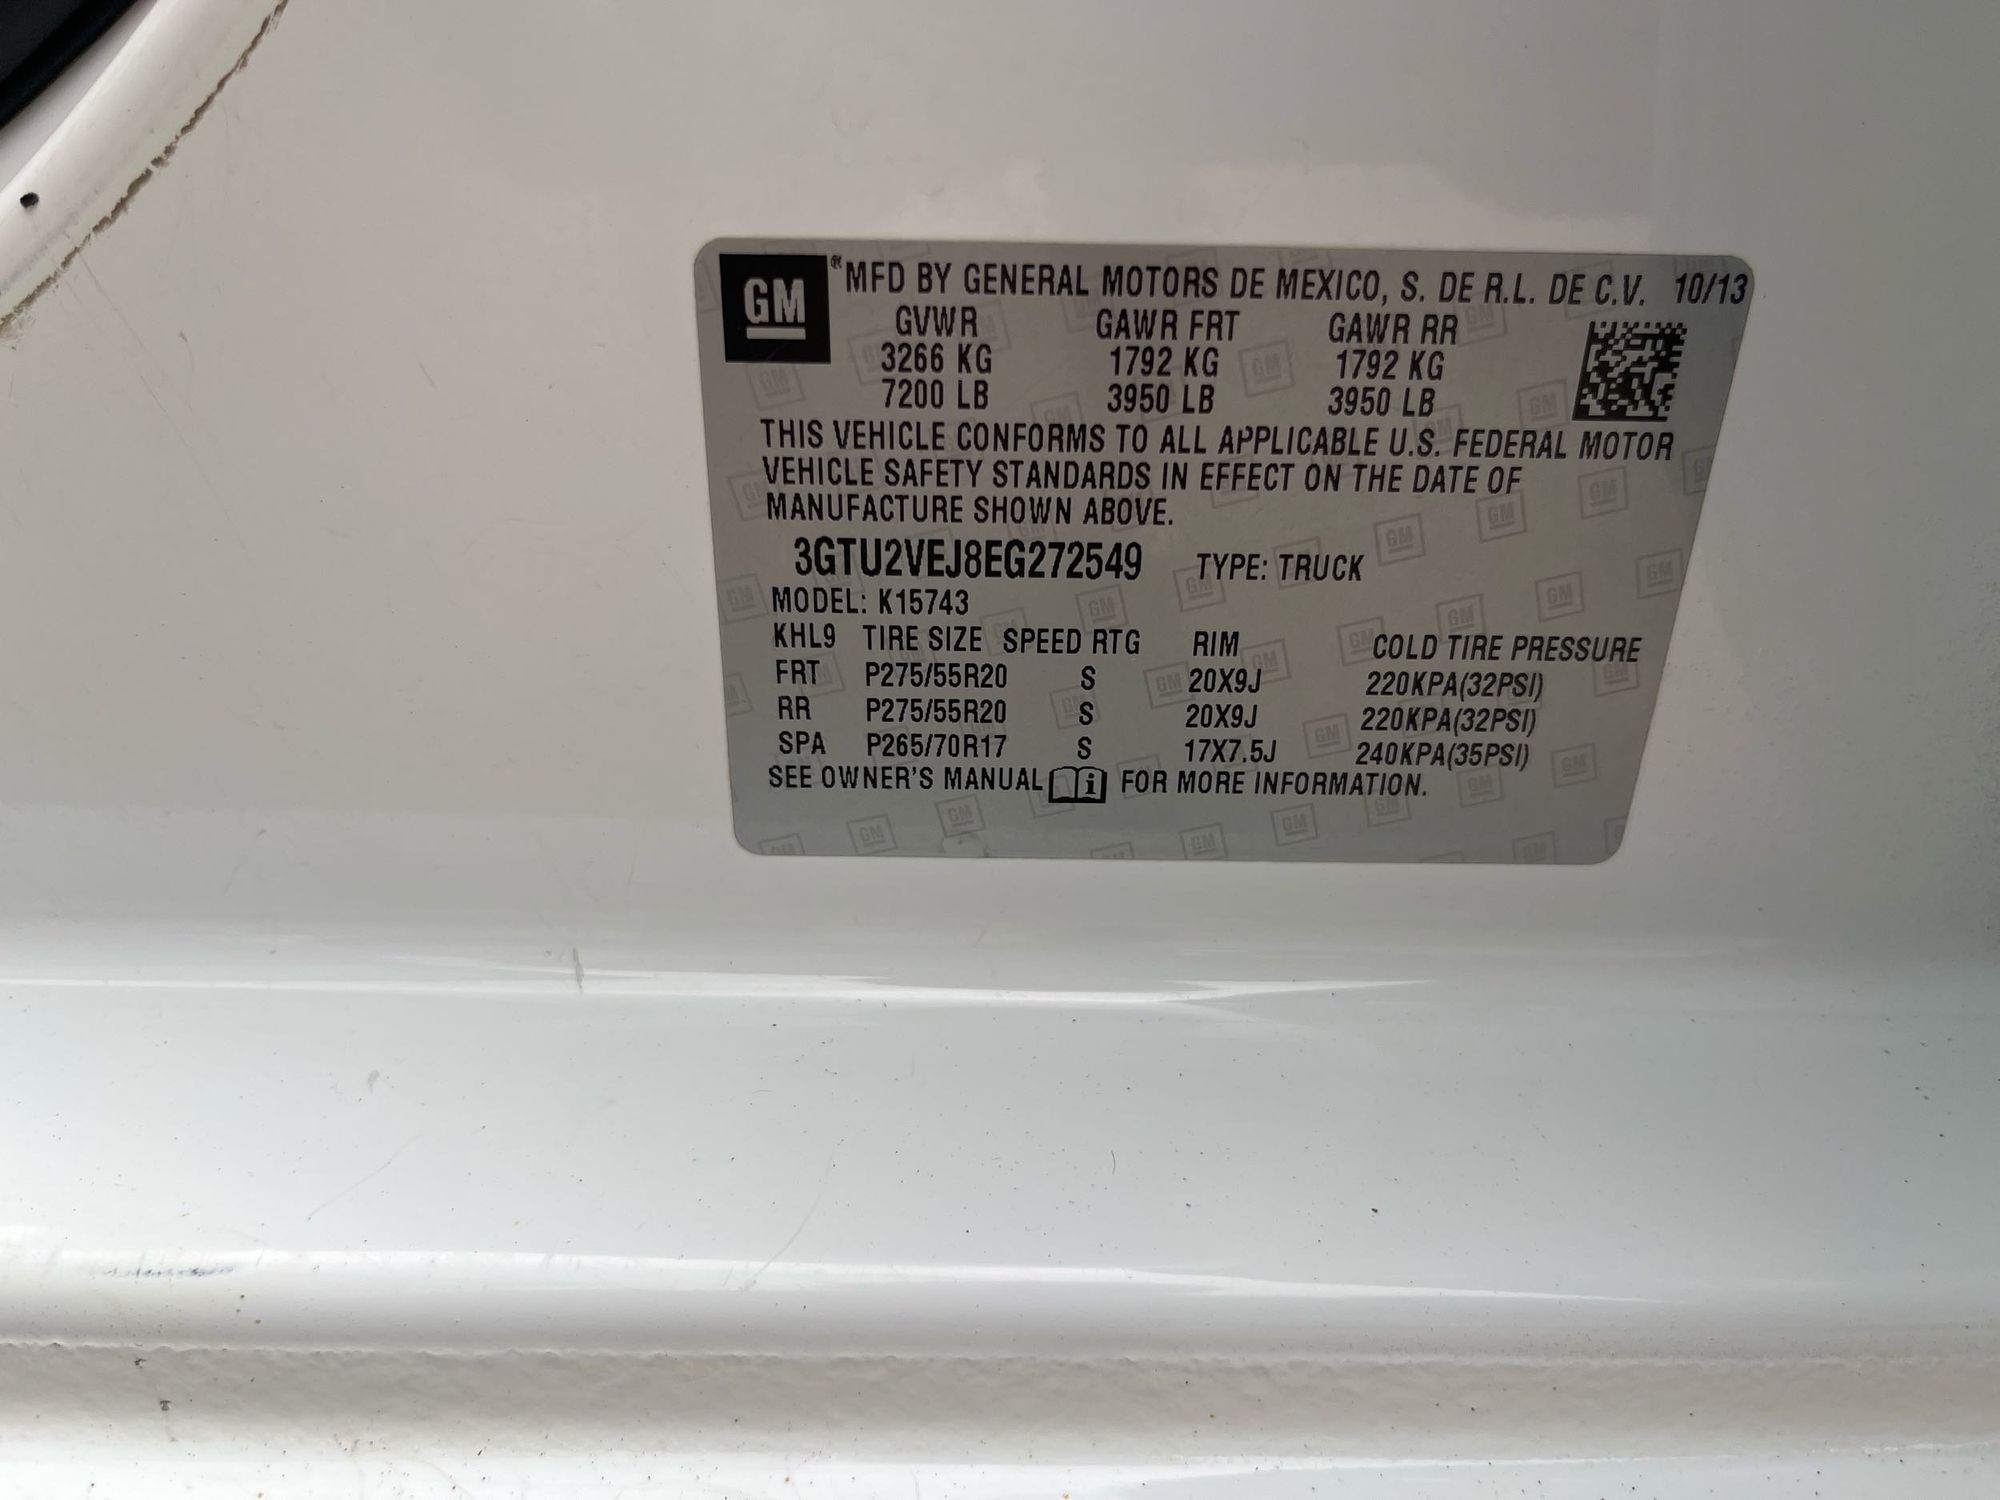 GM ® MFD BY GENERAL MOTORS DE MEXICO, S. DE R.L. DE C.V. 10/13
GVWR GAWR FRT GAWR RR
3266 KG 1792 KG 1792 KG
7200 LB 3950 LB 3950 LB
THIS VEHICLE CONFORMS TO ALL APPLICABLE U.S. FEDERAL MOTOR
VEHICLE SAFETY STANDARDS IN EFFECT ON THE DATE OF
MANUFACTURE SHOWN ABOVE.
3GTU2VEJ8EG272549 TYPE: TRUCK
MODEL: K15743
KHL9 TIRE SIZE SPEED RTG RIM COLD TIRE PRESSURE
FRT P275/55R20 S 20X9J 220KPA(32PSI)
RR P275/55R20 S 20X9J 220KPA(32PSI)
SPA P265/70R17 S 17X7.5J 240KPA(35PSI)
SEE OWNER'S MANUAL i FOR MORE INFORMATION.